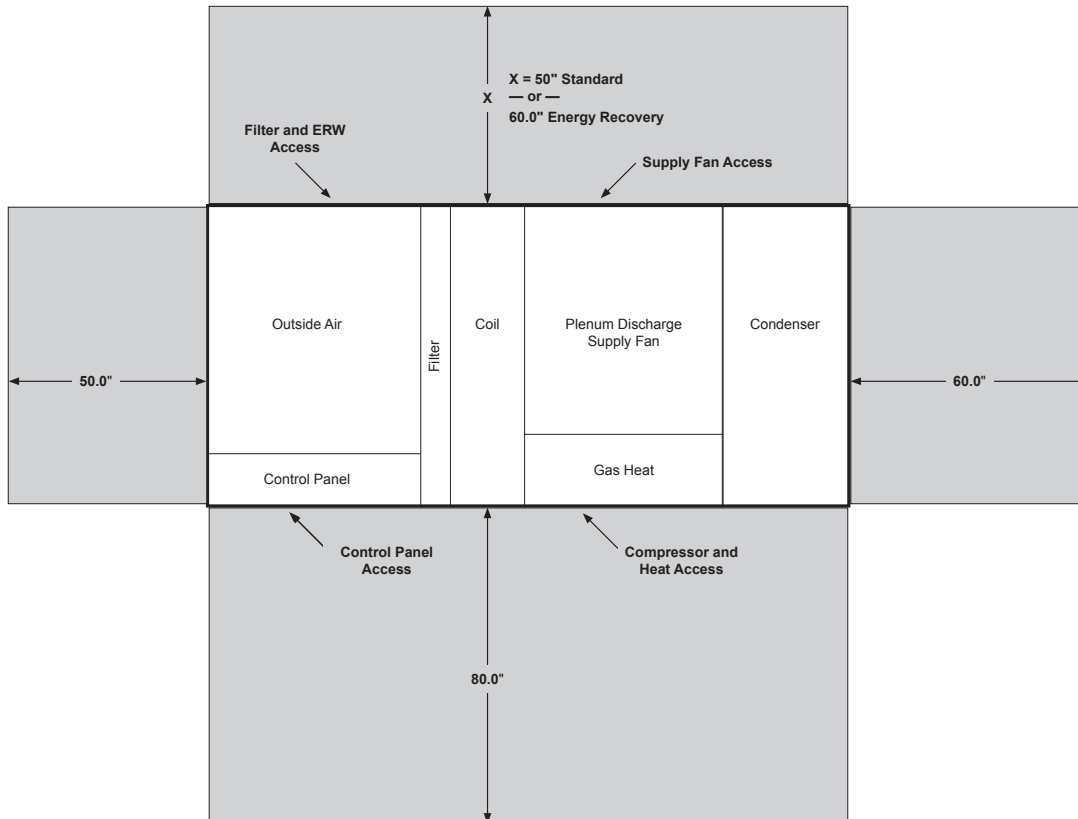 X = 50" Standard
X
— or —
60.0" Energy Recovery
Filter and ERW
Access
Supply Fan Access
Outside Air
Filter
Coil
Plenum Discharge
Supply Fan
Condenser
50.0"
60.0"
Control Panel
Gas Heat
Control Panel
Access
Compressor and
Heat Access
80.0"